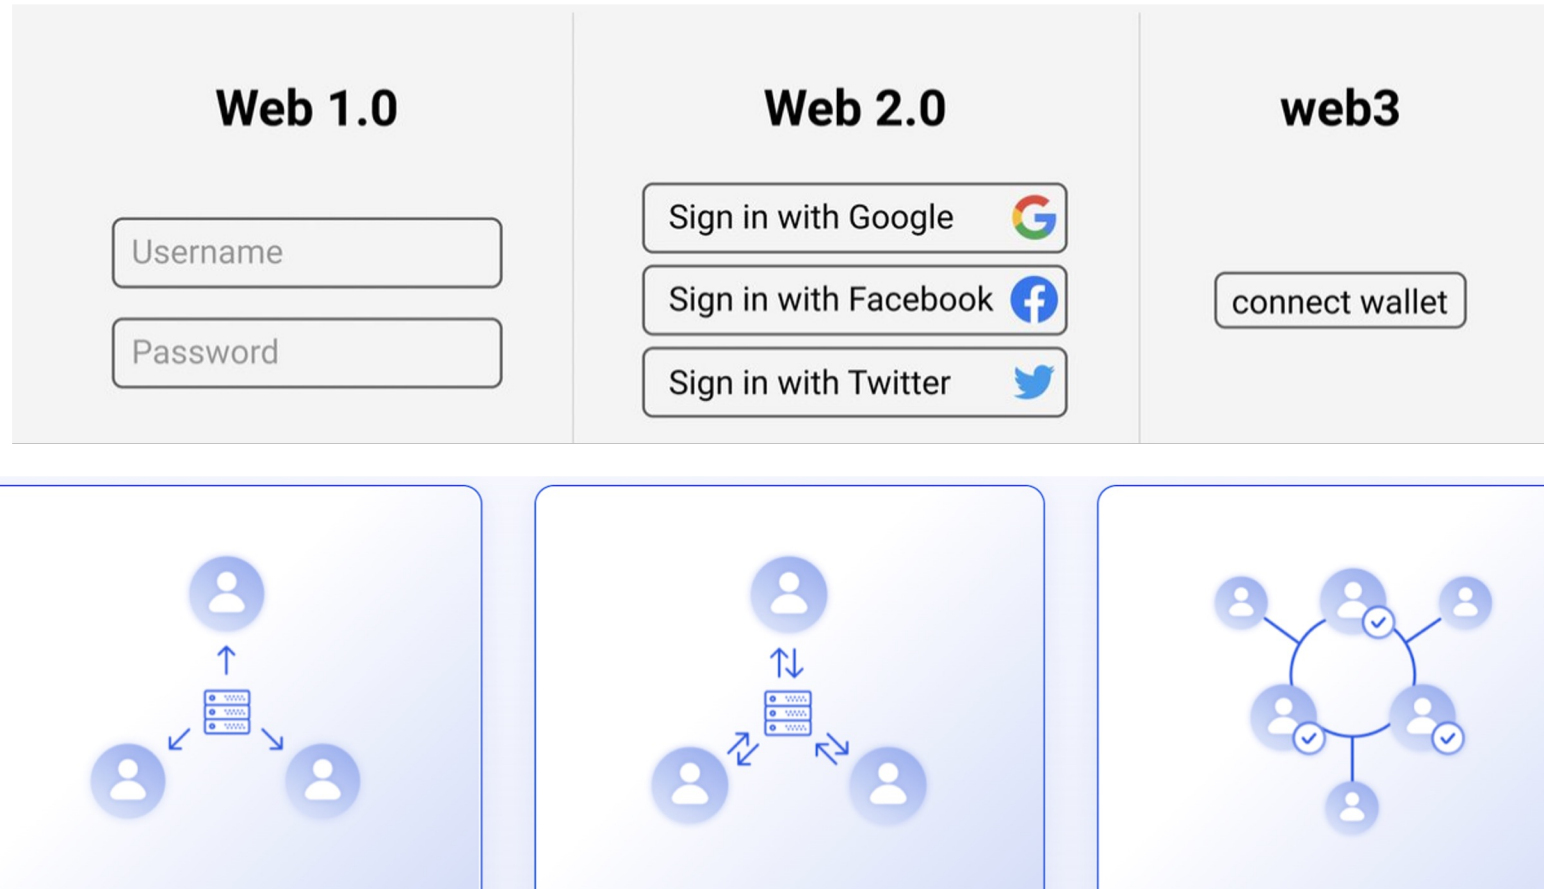 Web 1.0
Username
Password
Web 2.0
Sign in with Google
Sign in with Facebook
Sign in with Twitter
web3
connect wallet